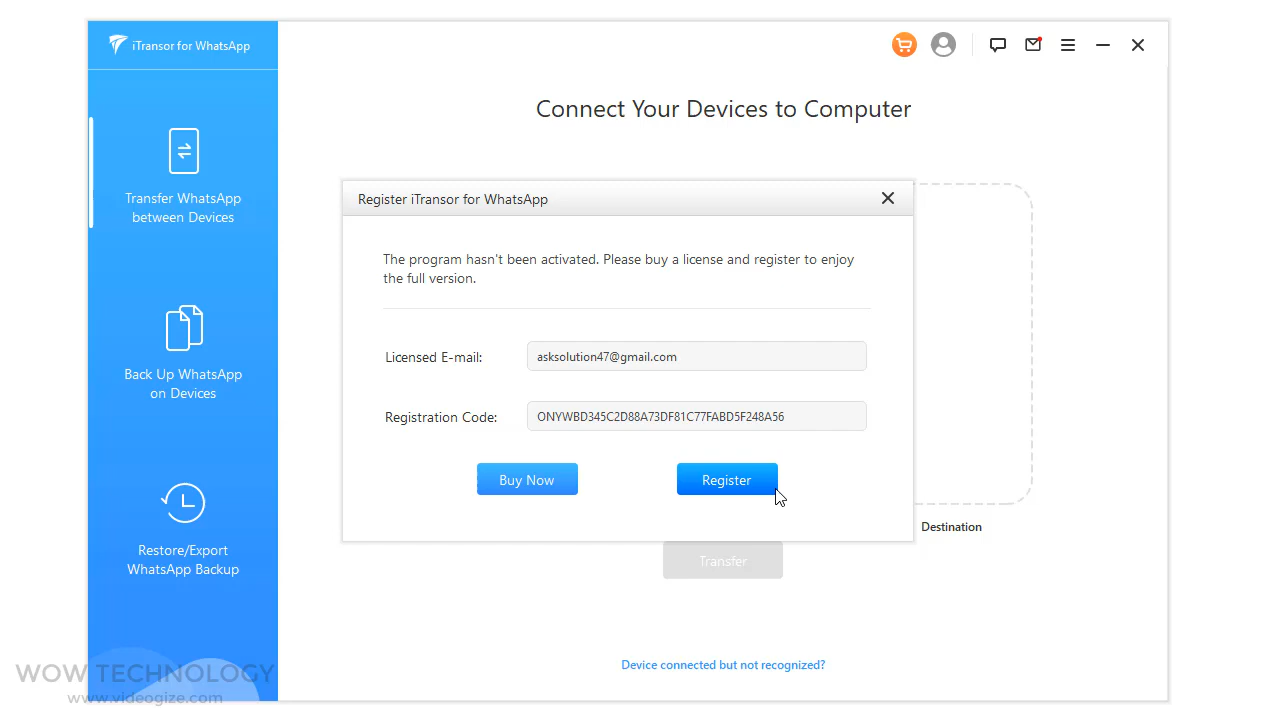 iTransor for WhatsApp
Connect Your Devices to Computer
Transfer WhatsApp
between Devices
Back Up WhatsApp
on Devices
Restore/Export
WhatsApp Backup
Register iTransor for WhatsApp
The program hasn't been activated. Please buy a license and register to enjoy
the full version.
Licensed E-mail:
asksolution47@gmail.com
Registration Code:
ONYWBD345C2D88A73DF81C77FABD5F248A56
Buy Now
Register
Destination
Transfer
Device connected but not recognized?
WOW TECHNOLOGY
www.videogize.com